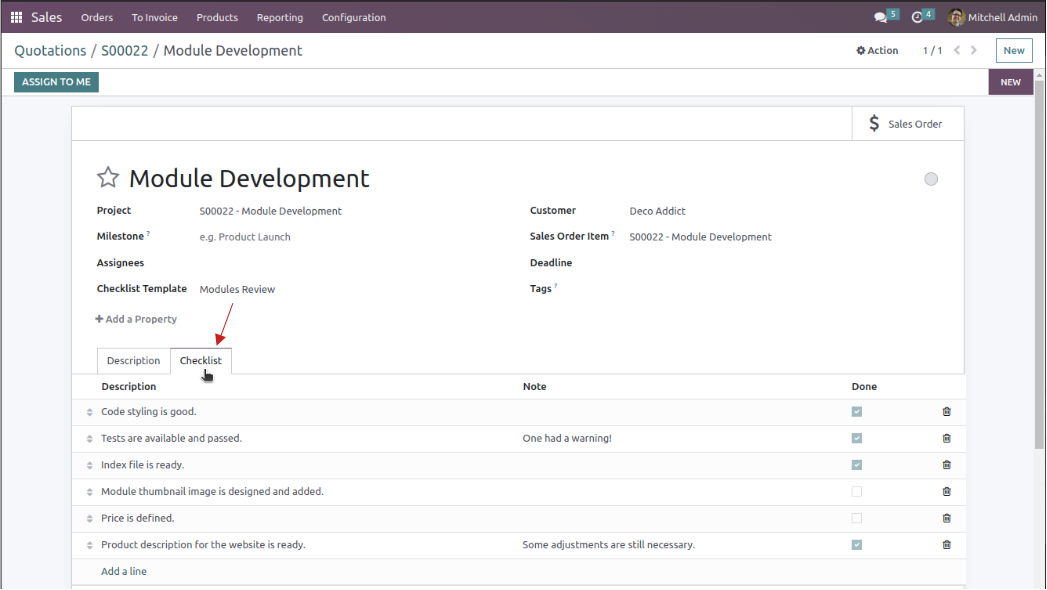 Sales Orders To Invoice Products Reporting Configuration 5 4 Mitchell Admin
Quotations / S00022 / Module Development Action 1 / 1 New
ASSIGN TO ME NEW
$ Sales Order
Module Development
Project S00022 - Module Development Customer Deco Addict
Milestone ? e.g. Product Launch Sales Order Item ? S00022 - Module Development
Assignees Deadline
Checklist Template Modules Review Tags ?
+ Add a Property
Description Checklist
Description Note Done
Code styling is good.
Tests are available and passed. One had a warning!
Index file is ready.
Module thumbnail image is designed and added.
Price is defined.
Product description for the website is ready. Some adjustments are still necessary.
Add a line